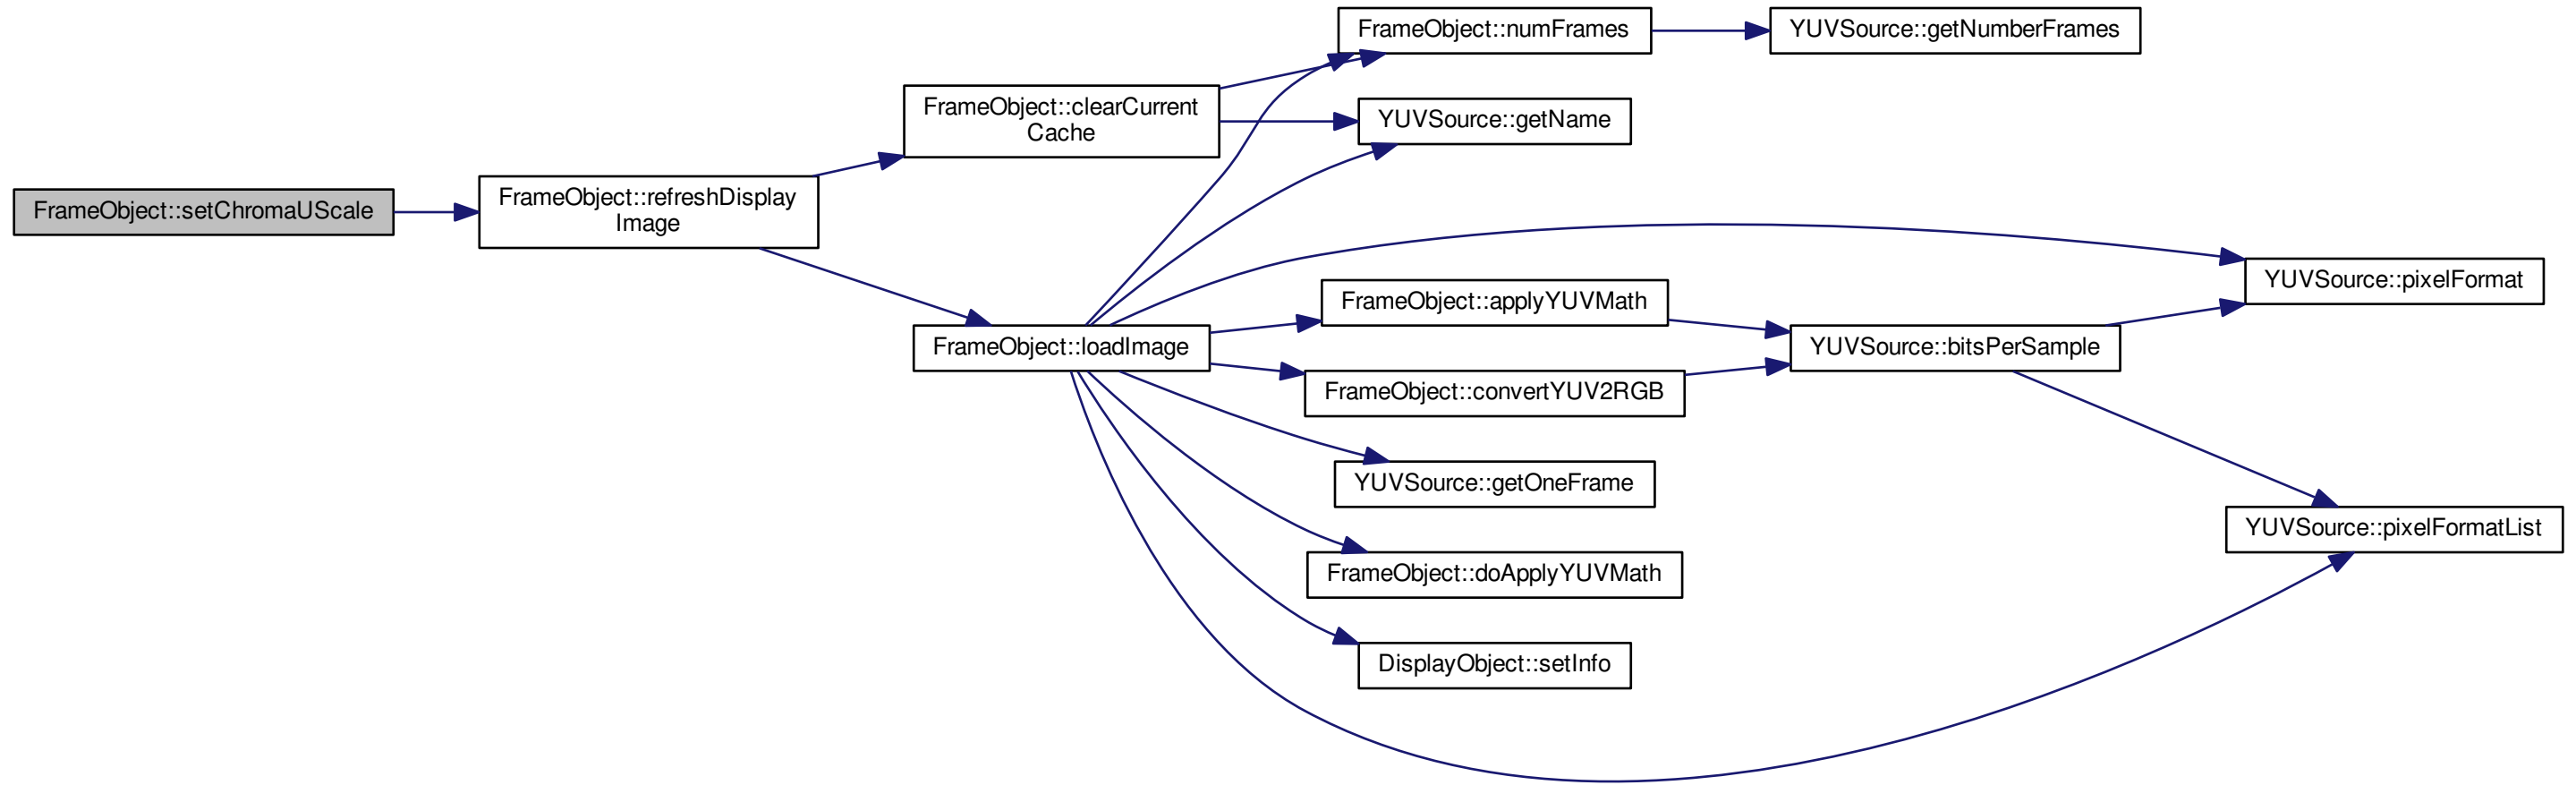 FrameObject::setChromaUScale
FrameObject::refreshDisplay
Image
FrameObject::clearCurrent
Cache
FrameObject::loadImage
FrameObject::numFrames
YUVSource::getName
FrameObject::applyYUVMath
FrameObject::convertYUV2RGB
YUVSource::getOneFrame
FrameObject::doApplyYUVMath
DisplayObject::setInfo
YUVSource::getNumberFrames
YUVSource::bitsPerSample
YUVSource::pixelFormat
YUVSource::pixelFormatList